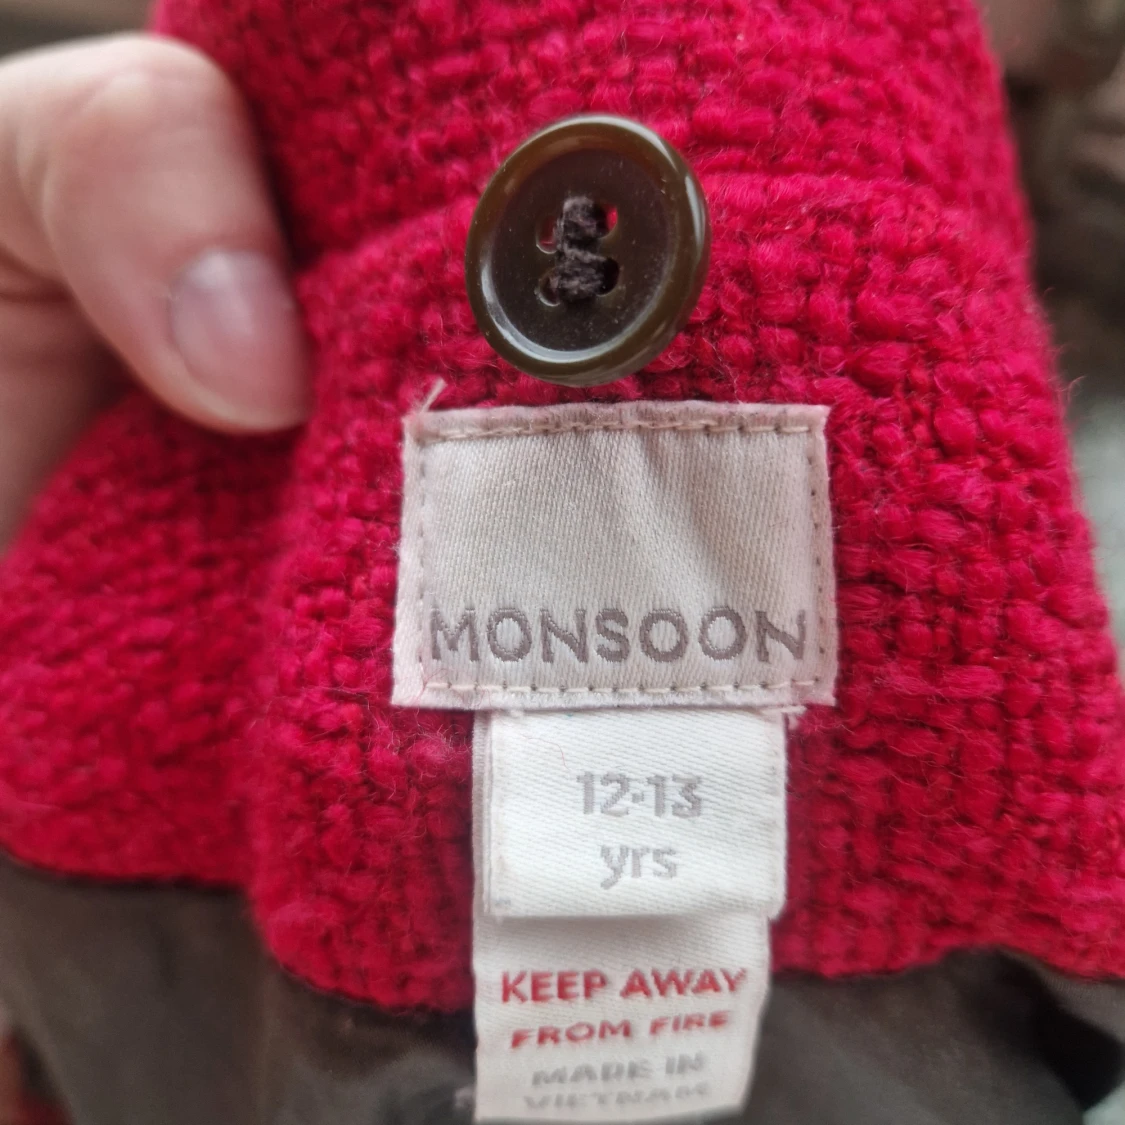 MONSOON
12-13
yrs
KEEP AWAY
FROM FIRE
MADE IN
VIETNAM